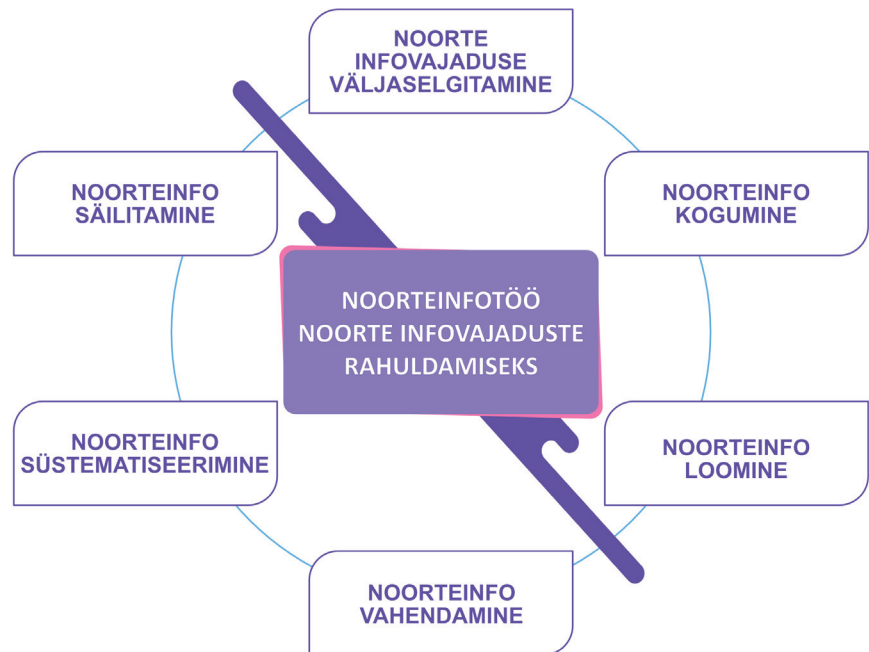 NOORTE
INFOVAJADUSE
VÄLJASELGITAMINE
NOORTEINFO
KOGUMINE
NOORTEINFO
LOOMINE
NOORTEINFO
VAHENDAMINE
NOORTEINFO
SÜSTEMATISEERIMINE
NOORTEINFO
SÄILITAMINE
NOORTEINFOTÖÖ
NOORTE INFOVAJADUSTE
RAHULDAMISEKS